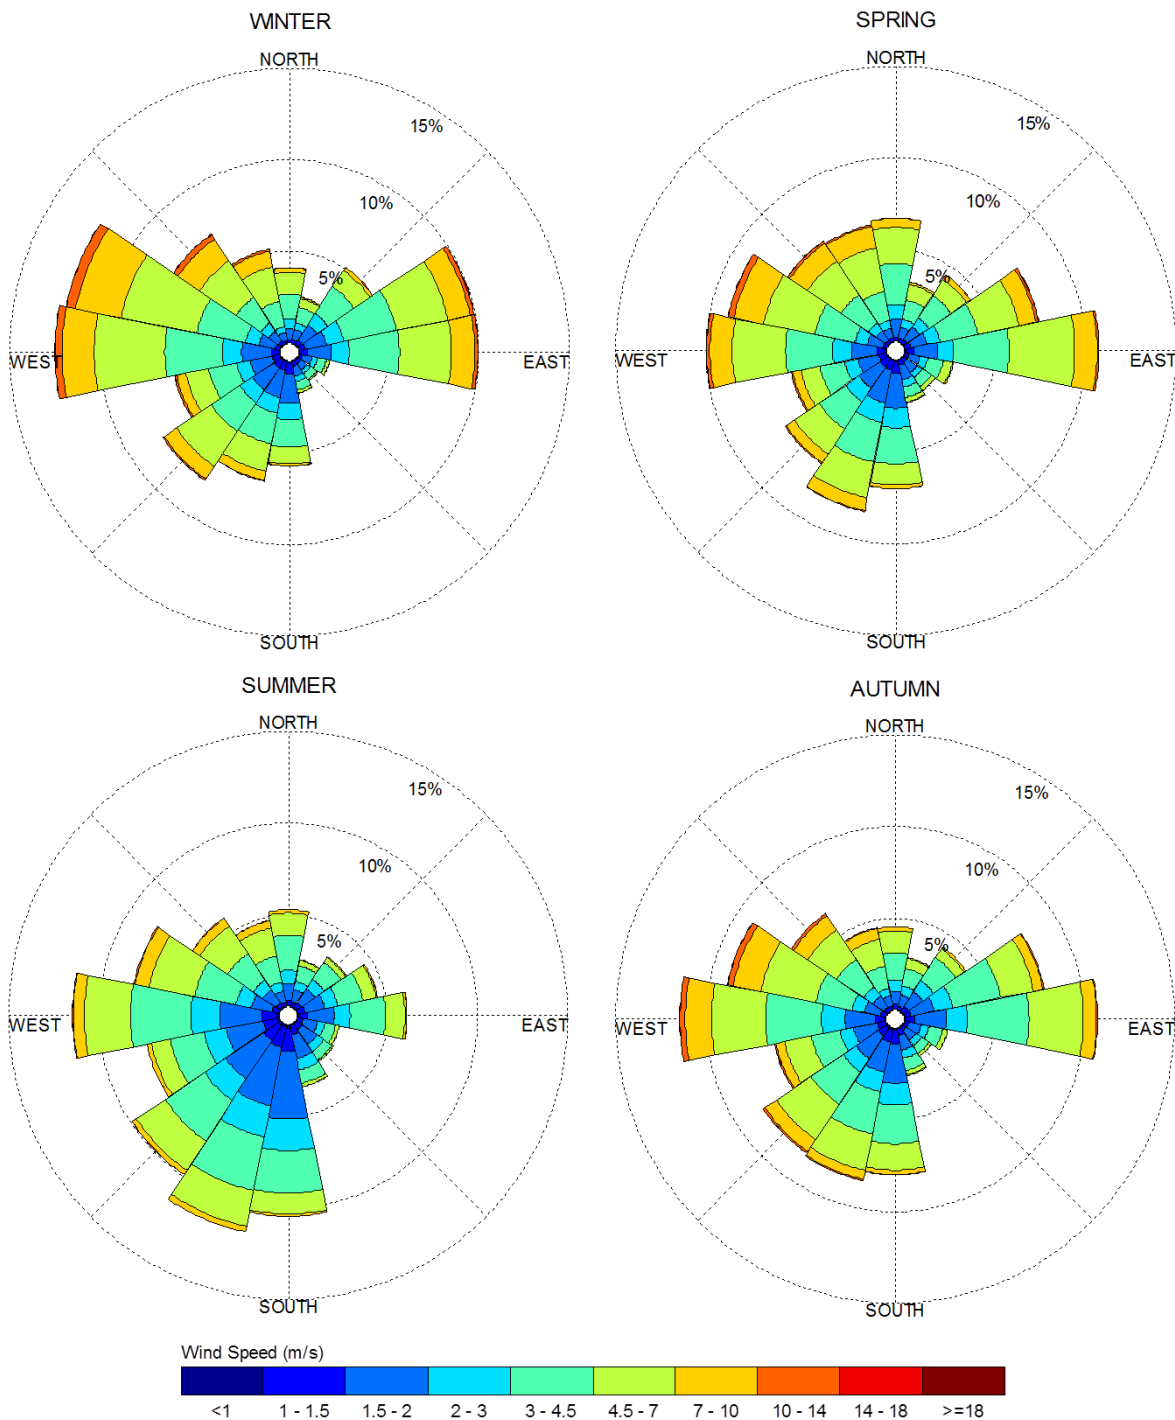 WINTER
SPRING
NORTH
NORTH
15%
15%
10%
10%
5%
5%
WEST
EAST
WEST
EAST
SOUTH
SOUTH
SUMMER
AUTUMN
NORTH
NORTH
15%
15%
10%
10%
5%
5%
WEST
EAST
WEST
EAST
SOUTH
SOUTH
Wind Speed (m/s)
<1 1 - 1.5 1.5 - 2 2 - 3 3 - 4.5 4.5 - 7 7 - 10 10 - 14 14 - 18 >=18